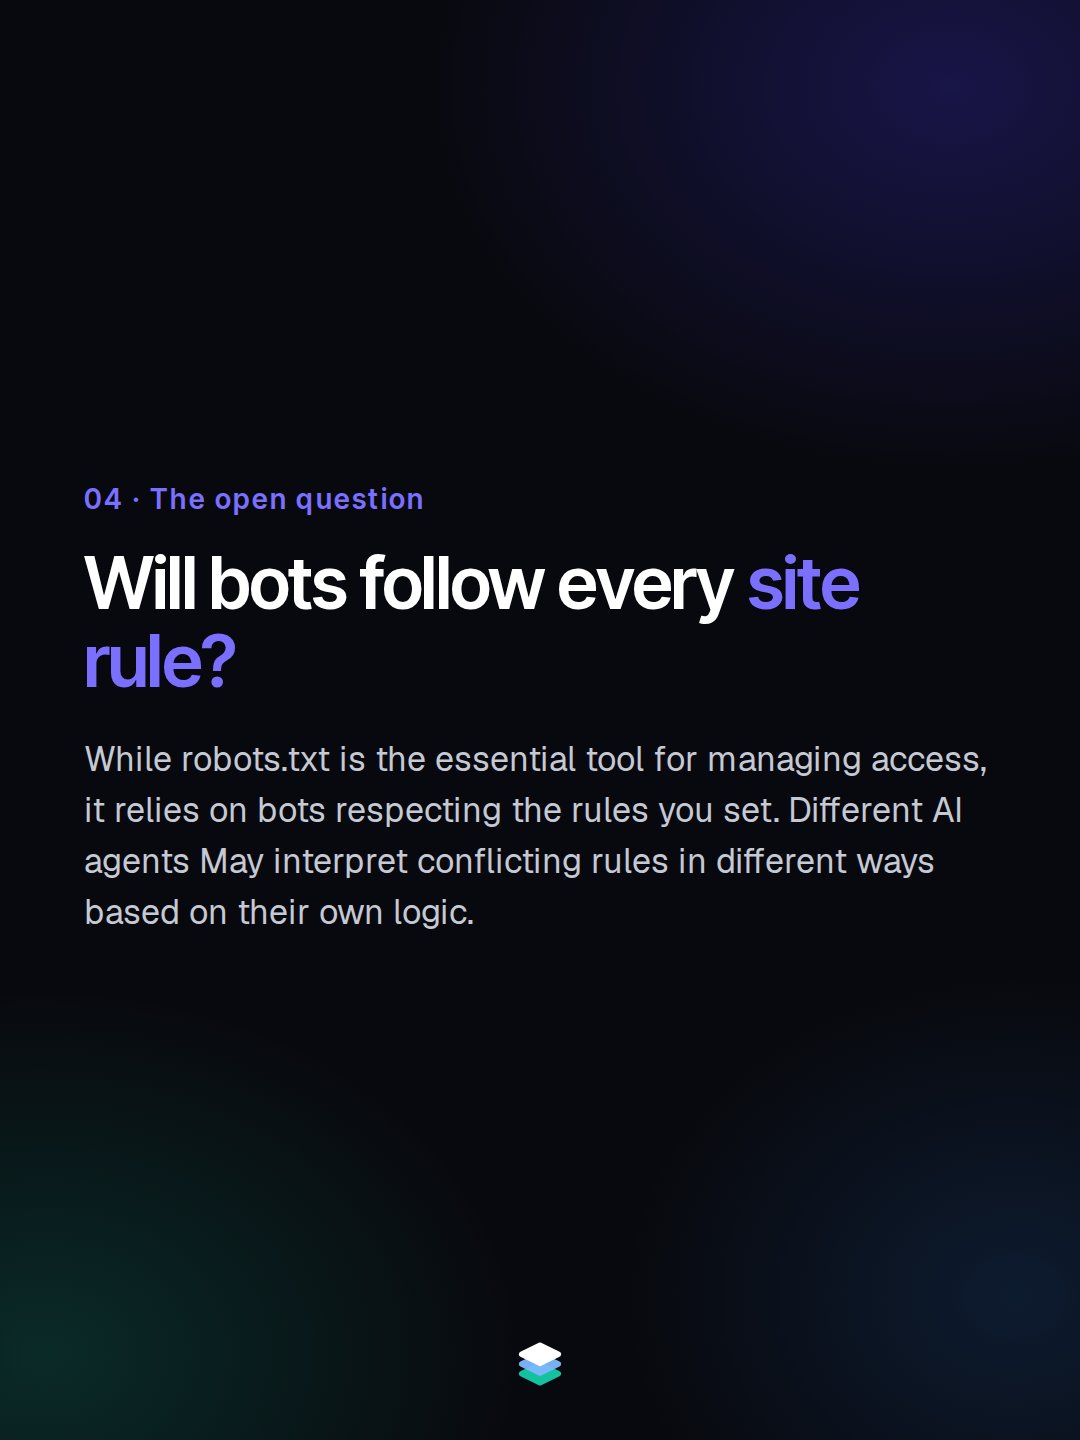 04 · The open question
Will bots follow every site
rule?
While robots.txt is the essential tool for managing access,
it relies on bots respecting the rules you set. Different AI
agents May interpret conflicting rules in different ways
based on their own logic.